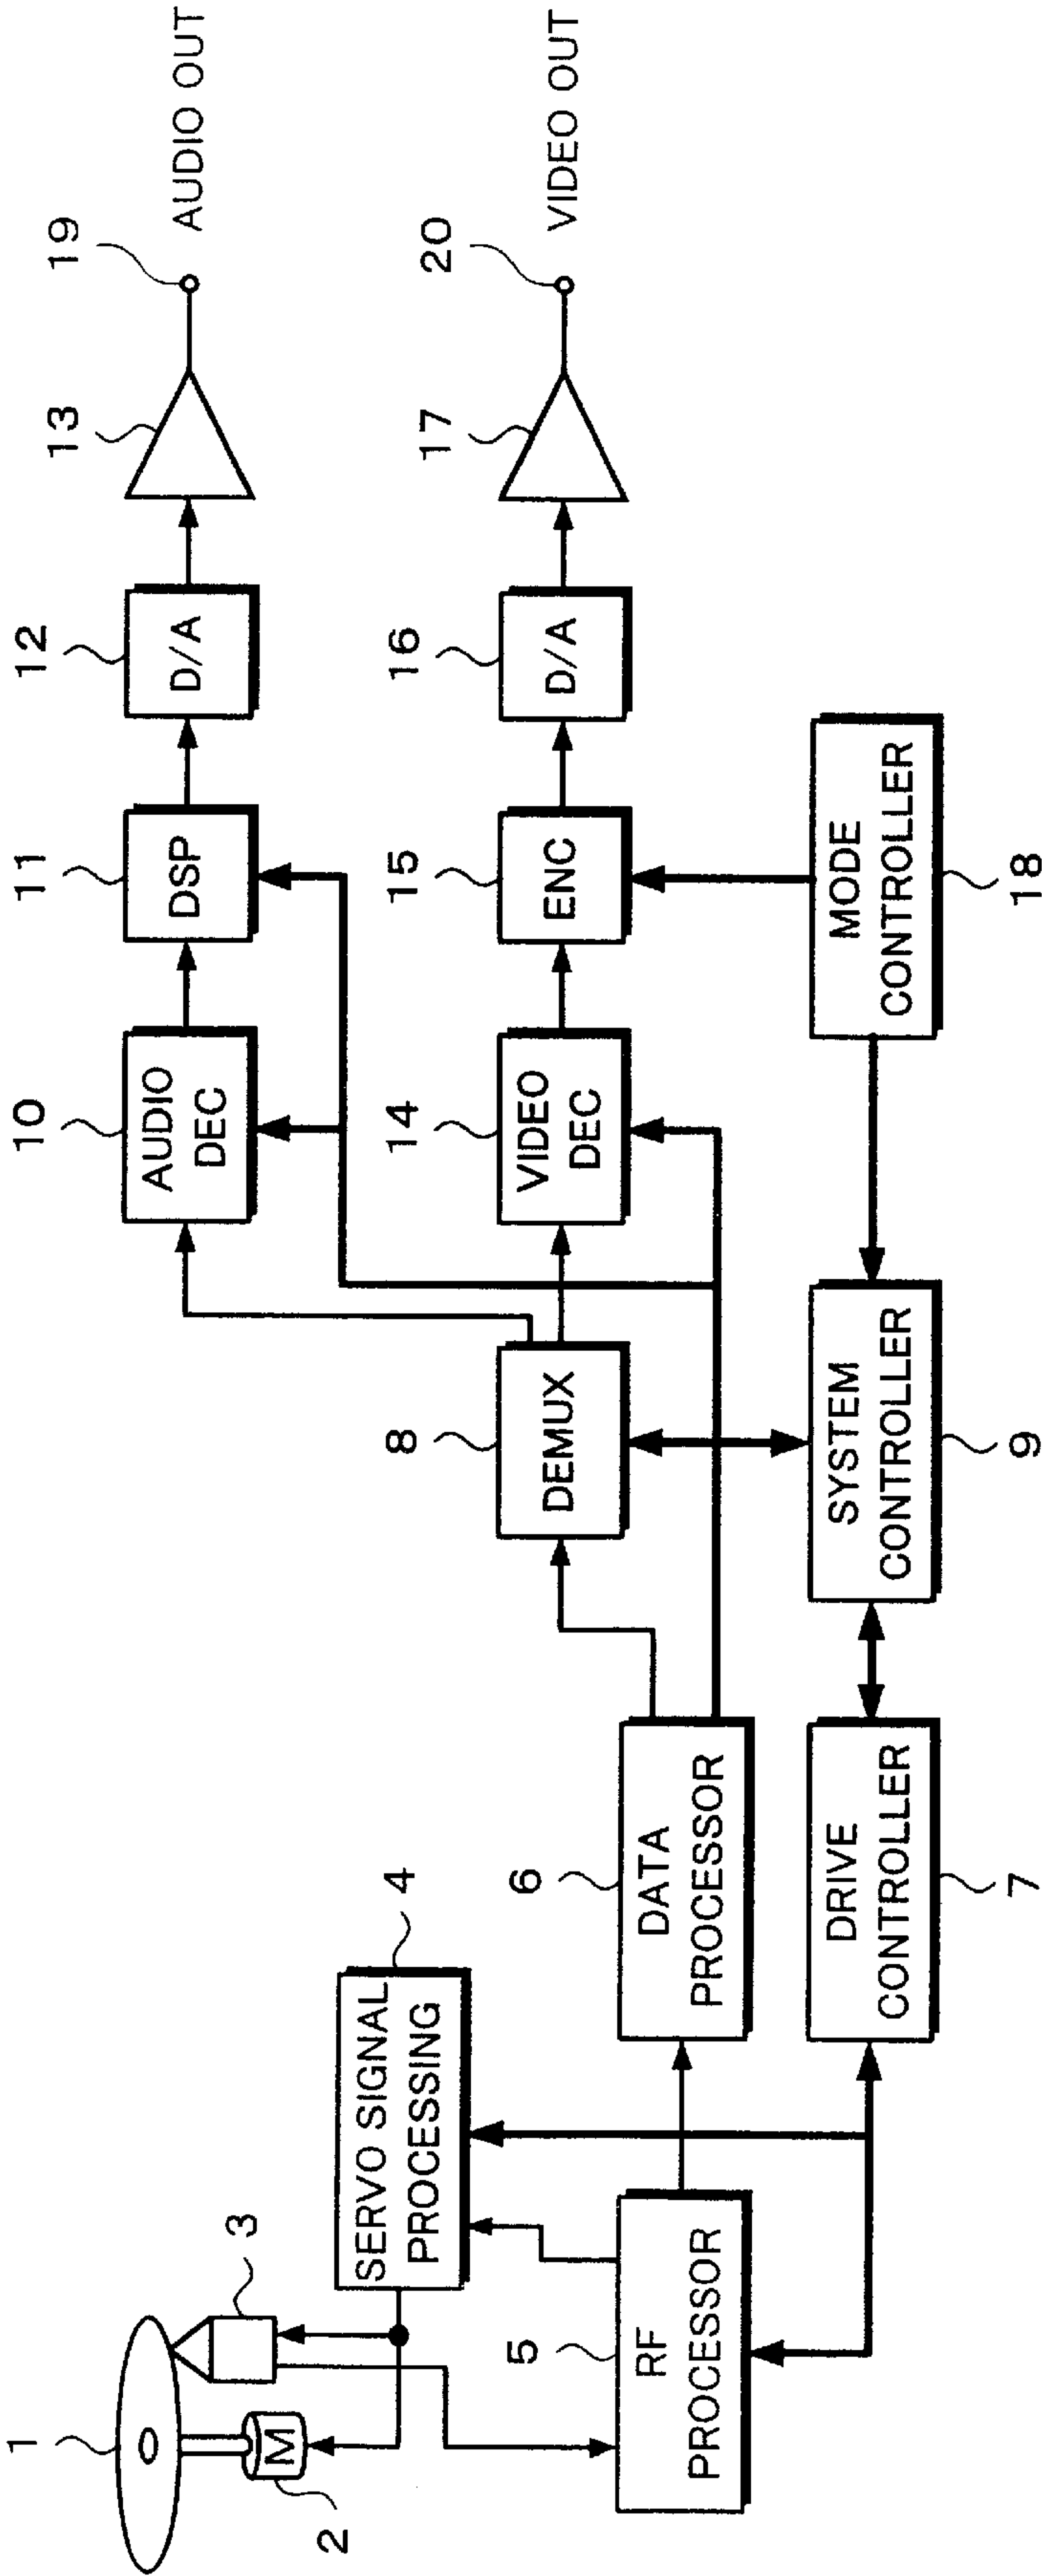 1
2
M
3
SERVO SIGNAL
PROCESSING
4
5
RF
PROCESSOR
6
DATA
PROCESSOR
DRIVE
CONTROLLER
7
8
DEMUX
SYSTEM
CONTROLLER
9
10
AUDIO
DEC
11
DSP
12
D/A
13
19
AUDIO OUT
14
VIDEO
DEC
15
ENC
16
D/A
17
20
VIDEO OUT
MODE
CONTROLLER
18